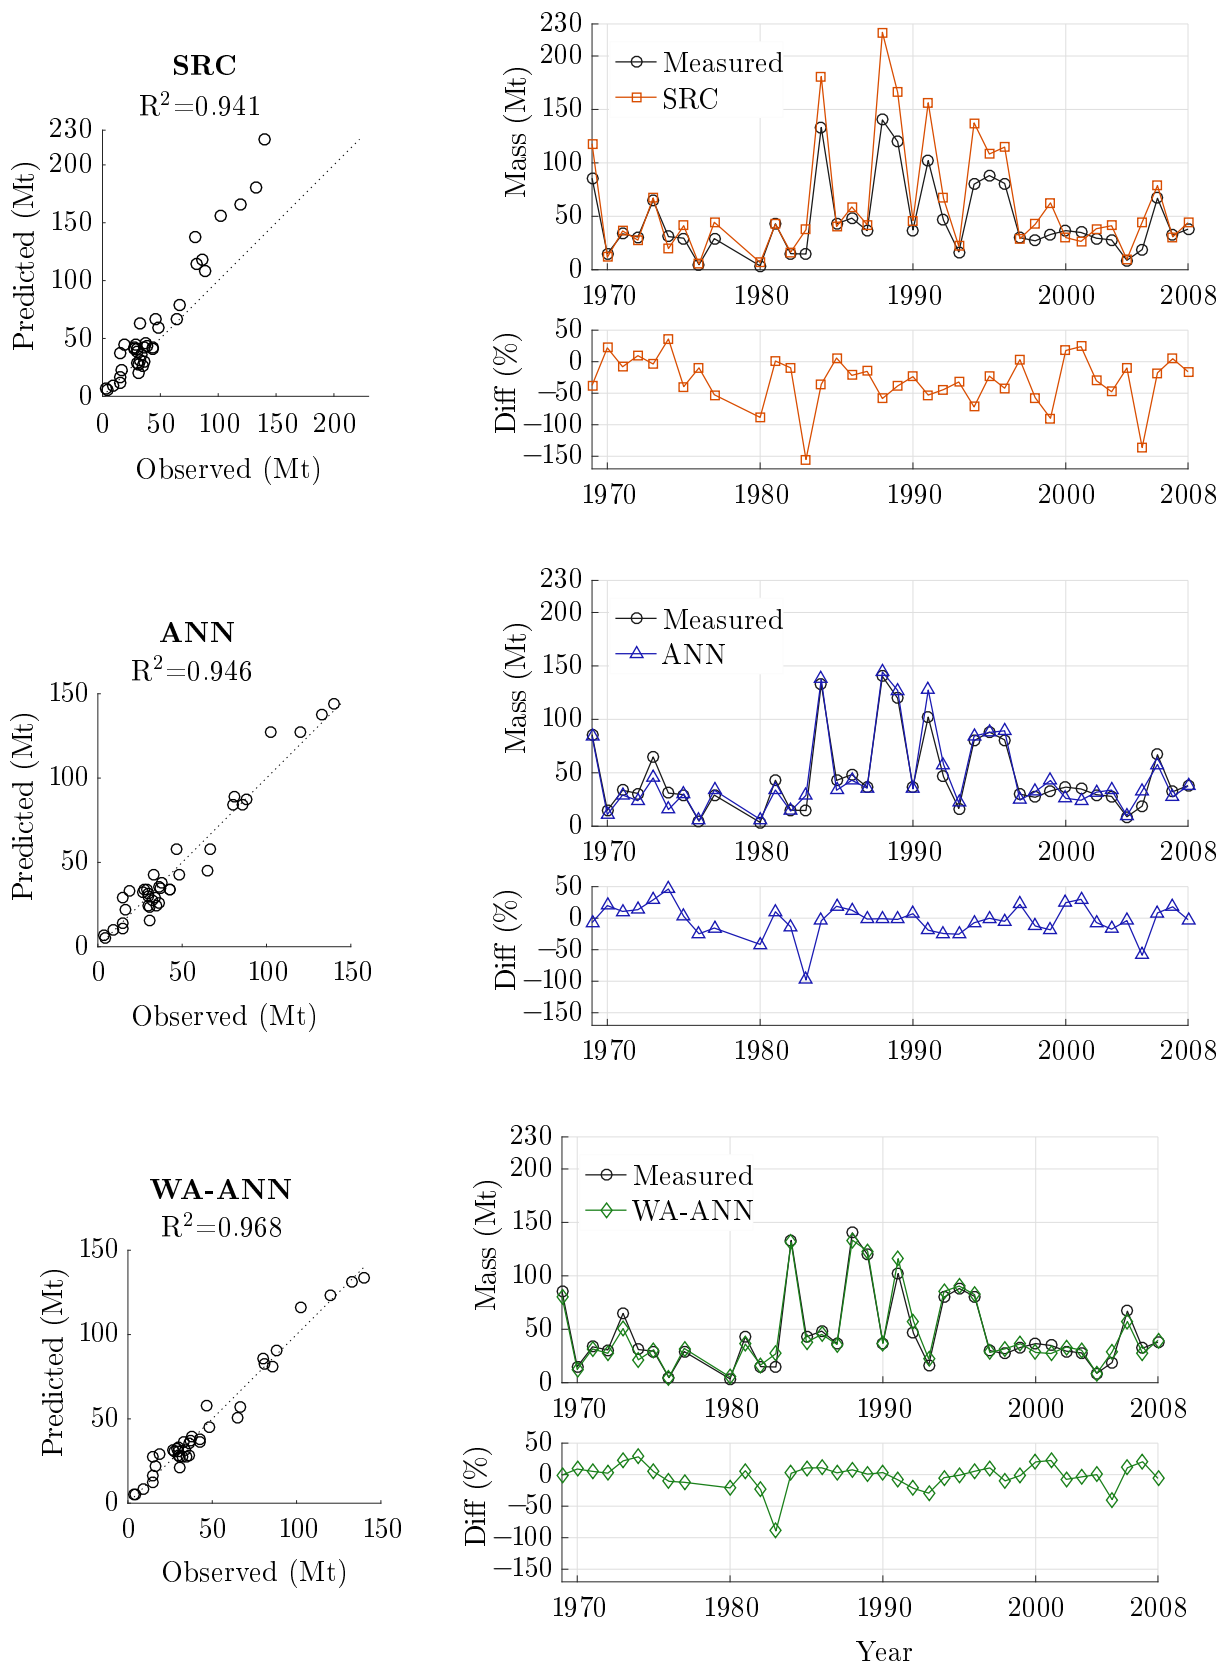 SRC
R²=0.941
230
200
150
100
50
0
Predicted (Mt)
0 50 100 150 200
Observed (Mt)
230
200
150
100
50
0
Mass (Mt)
Measured
SRC
1970 1980 1990 2000 2008
50
0
−50
−100
−150
Diff (%)
1970 1980 1990 2000 2008
ANN
R²=0.946
150
100
50
0
Predicted (Mt)
0 50 100 150
Observed (Mt)
230
200
150
100
50
0
Mass (Mt)
Measured
ANN
1970 1980 1990 2000 2008
50
0
−50
−100
−150
Diff (%)
1970 1980 1990 2000 2008
WA-ANN
R²=0.968
150
100
50
0
Predicted (Mt)
0 50 100 150
Observed (Mt)
230
200
150
100
50
0
Mass (Mt)
Measured
WA-ANN
1970 1980 1990 2000 2008
50
0
−50
−100
−150
Diff (%)
1970 1980 1990 2000 2008
Year